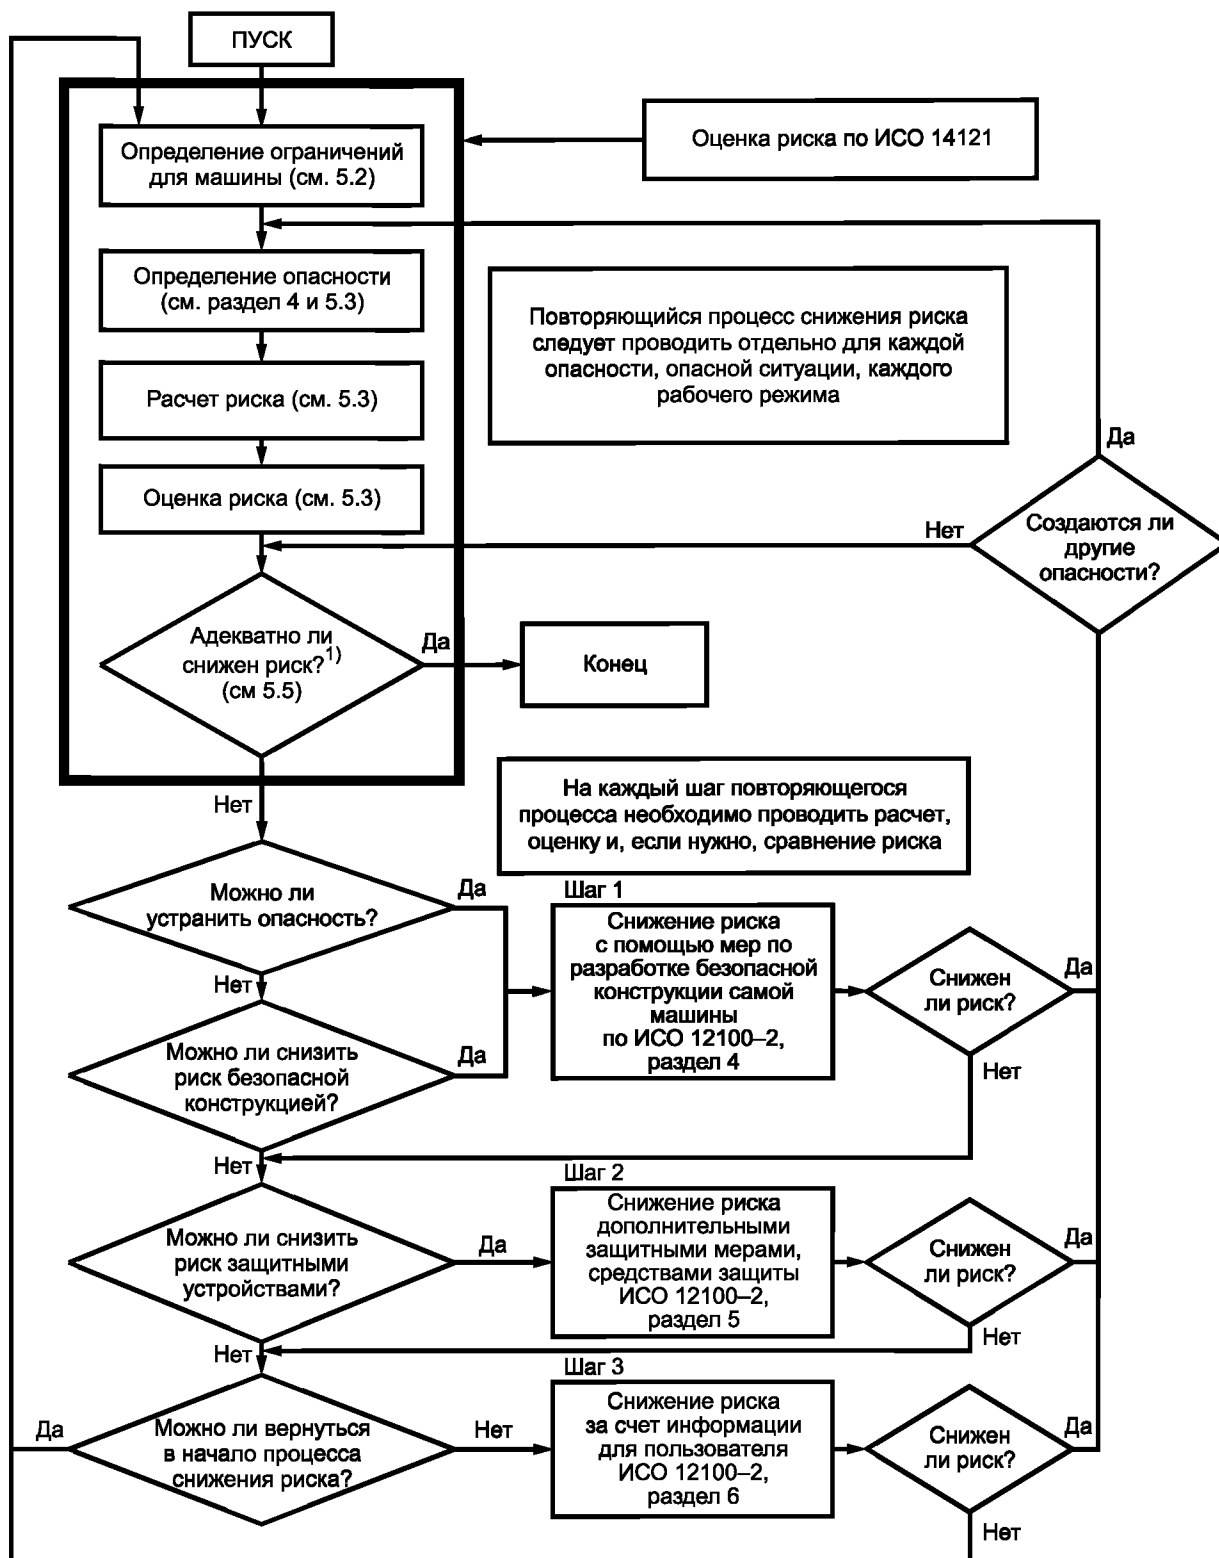 ПУСК
Определение ограничений
для машины (см. 5.2)
Оценка риска по ИСО 14121
Определение опасности
(см. раздел 4 и 5.3)
Повторяющийся процесс снижения риска
следует проводить отдельно для каждой
опасности, опасной ситуации, каждого
рабочего режима
Расчет риска (см. 5.3)
Да
Оценка риска (см. 5.3)
Нет
Создаются ли
другие
опасности?
Адекватно ли
снижен риск?1)
(см 5.5)
Да
Конец
Нет
На каждый шаг повторяющегося
процесса необходимо проводить расчет,
оценку и, если нужно, сравнение риска
Можно ли
устранить опасность?
Да
Шаг 1
Снижение риска
с помощью мер по
разработке безопасной
конструкции самой
машины
по ИСО 12100–2,
раздел 4
Снижен
ли риск?
Да
Нет
Нет
Можно ли снизить
риск безопасной
конструкцией?
Да
Нет
Шаг 2
Можно ли снизить
риск защитными
устройствами?
Да
Снижение риска
дополнительными
защитными мерами,
средствами защиты
ИСО 12100–2,
раздел 5
Снижен
ли риск?
Да
Нет
Нет
Шаг 3
Да
Можно ли вернуться
в начало процесса
снижения риска?
Нет
Снижение риска
за счет информации
для пользователя
ИСО 12100–2,
раздел 6
Снижен
ли риск?
Да
Нет